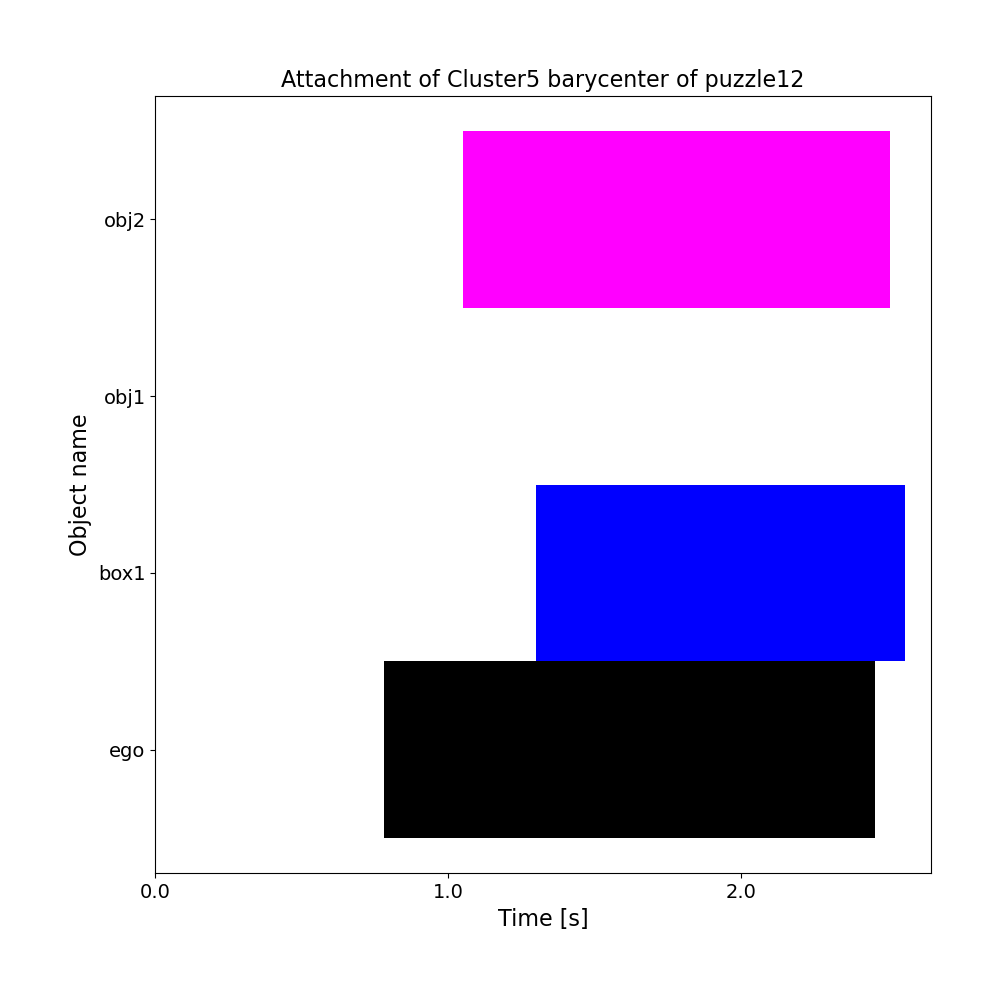 Attachment of Cluster5 barycenter of puzzle12
obj2
obj1
box1
ego
Object name
0.0 1.0 2.0
Time [s]